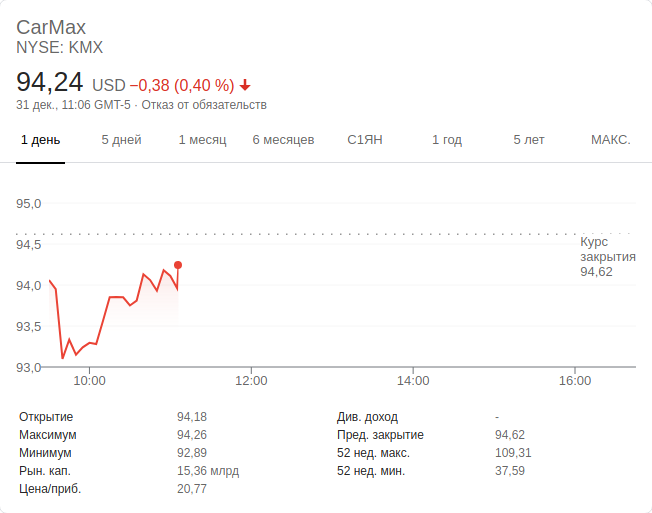 CarMax
NYSE: KMX
94,24 USD −0,38 (0,40 %)
31 дек., 11:06 GMT-5 · Отказ от обязательств
1 день 5 дней 1 месяц 6 месяцев С1ЯН 1 год 5 лет МАКС.
95,0
94,5
94,0
93,5
93,0
Курс
закрытия
94,62
10:00 12:00 14:00 16:00
Открытие 94,18
Максимум 94,26
Минимум 92,89
Рын. кап. 15,36 млрд
Цена/приб. 20,77
Див. доход -
Пред. закрытие 94,62
52 нед. макс. 109,31
52 нед. мин. 37,59